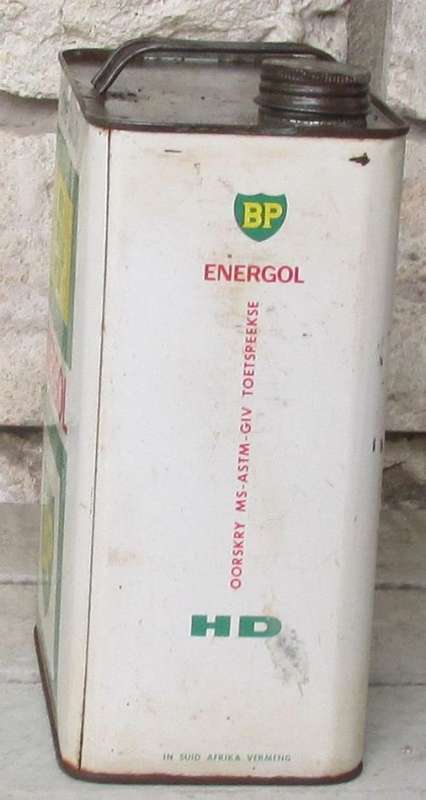 BP
ENERGOL
OORSKRY MS-ASTM-GIV TOETSPEEKSE
HD
IN SUID AFRIKA VERMENG